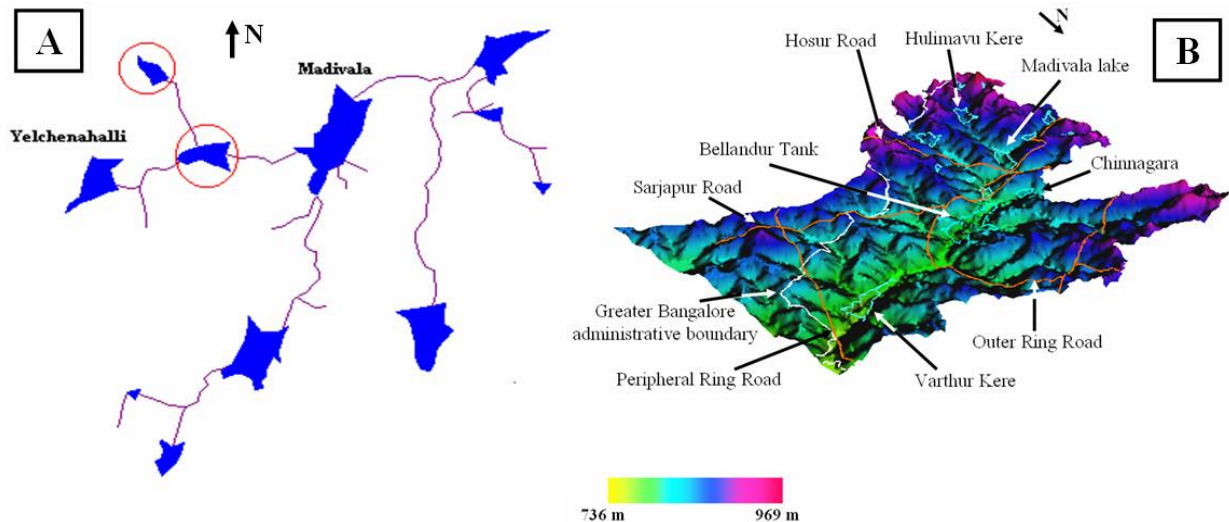 A
N
Madivala
Yelchenahalli
B
N
Hosur Road
Hulimavu Kere
Madivala lake
Bellandur Tank
Chinnagara
Sarjapur Road
Greater Bangalore
administrative boundary
Outer Ring Road
Peripheral Ring Road
Varthur Kere
736 m
969 m